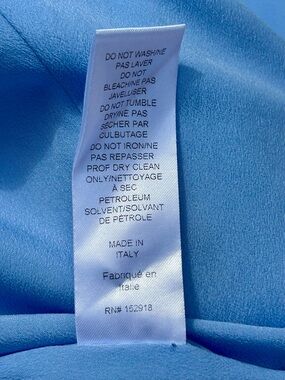 DO NOT WASH/NE
PAS LAVER
DO NOT
BLEACH/NE PAS
JAVELLISER
DO NOT TUMBLE
DRY/NE PAS
SÉCHER PAR
CULBUTAGE
DO NOT IRON/NE
PAS REPASSER
PROF DRY CLEAN
ONLY/NETTOYAGE
À SEC
PETROLEUM
SOLVENT/SOLVANT
DE PÉTROLE
MADE IN
ITALY
Fabriqué en
Italie
RN# 152918